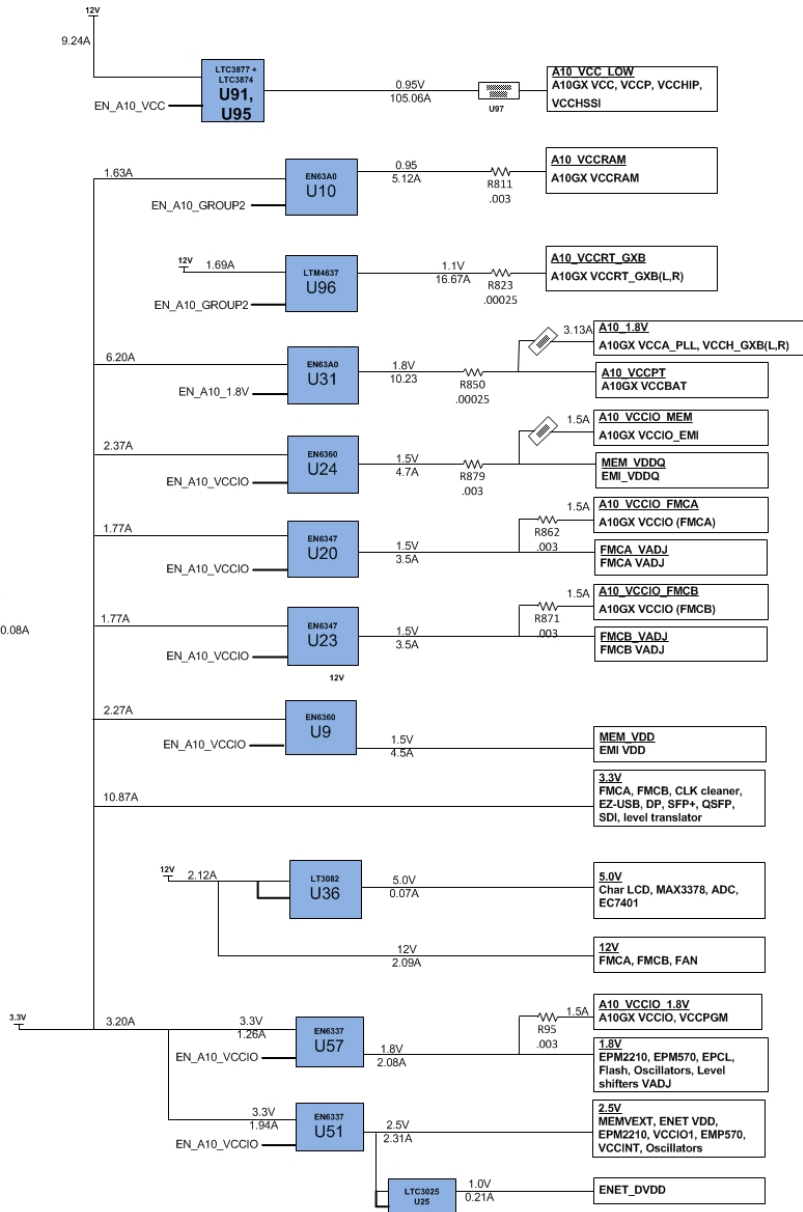 12V
9.24A
LTC3877 +
LTC3874
U91,
U95
EN_A10_VCC
0.95V
105.06A
U97
A10_VCC_LOW
A10GX VCC, VCCP, VCCHIP,
VCCHSSI
1.63A
EN63A0
U10
EN_A10_GROUP2
0.95
5.12A
R811
.003
A10_VCCRAM
A10GX VCCRAM
12V
1.69A
LTM4637
U96
EN_A10_GROUP2
1.1V
16.67A
R823
.00025
A10_VCCRT_GXB
A10GX VCCRT_GXB(L,R)
6.20A
EN63A0
U31
EN_A10_1.8V
1.8V
10.23
R850
.00025
3.13A
A10_1.8V
A10GX VCCA_PLL, VCCH_GXB(L,R)
A10_VCCPT
A10GX VCCBAT
2.37A
EN6360
U24
EN_A10_VCCIO
1.5V
4.7A
R879
.003
1.5A
A10_VCCIO_MEM
A10GX VCCIO_EMI
MEM_VDDQ
EMI_VDDQ
1.77A
EN6347
U20
EN_A10_VCCIO
1.5V
3.5A
R862
.003
1.5A
A10_VCCIO_FMCA
A10GX VCCIO (FMCA)
FMCA_VADJ
FMCA VADJ
0.08A
1.77A
EN6347
U23
EN_A10_VCCIO
12V
1.5V
3.5A
R871
.003
1.5A
A10_VCCIO_FMCB
A10GX VCCIO (FMCB)
FMCB_VADJ
FMCB VADJ
2.27A
EN6360
U9
EN_A10_VCCIO
1.5V
4.5A
MEM_VDD
EMI VDD
10.87A
3.3V
FMCA, FMCB, CLK cleaner,
EZ-USB, DP, SFP+, QSFP,
SDI, level translator
12V
2.12A
LT3082
U36
5.0V
0.07A
5.0V
Char LCD, MAX3378, ADC,
EC7401
12V
2.09A
12V
FMCA, FMCB, FAN
3.3V
3.20A
3.3V
1.26A
EN6337
U57
EN_A10_VCCIO
1.8V
2.08A
R95
.003
1.5A
A10_VCCIO_1.8V
A10GX VCCIO, VCCPGM
1.8V
EPM2210, EPM570, EPCL,
Flash, Oscillators, Level
shifters VADJ
3.3V
1.94A
EN6337
U51
EN_A10_VCCIO
2.5V
2.31A
2.5V
MEMVEXT, ENET VDD,
EPM2210, VCCIO1, EMP570,
VCCINT, Oscillators
LTC3025
U25
1.0V
0.21A
ENET_DVDD